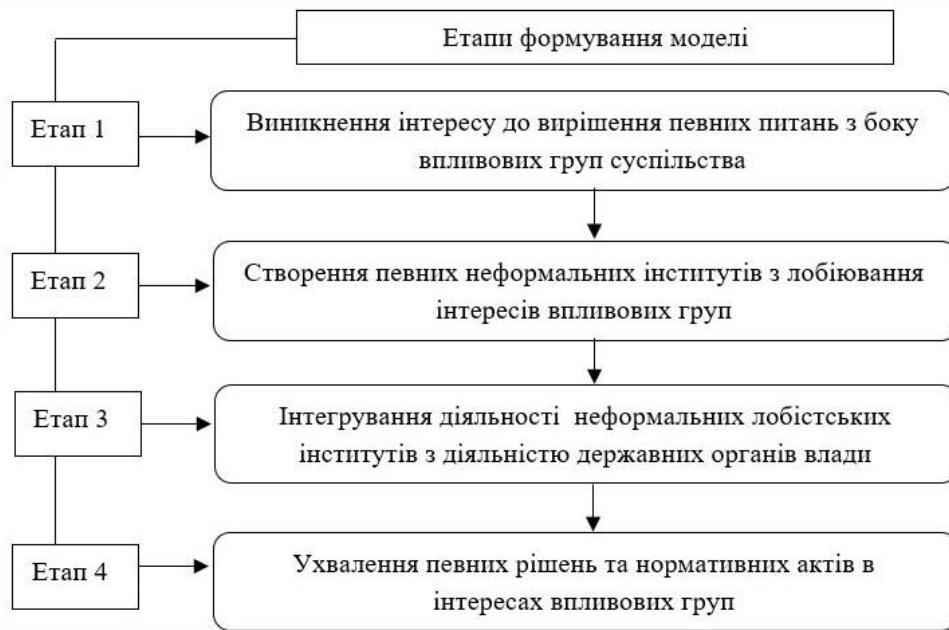 Етапи формування моделі
Етап 1
Виникнення інтересу до вирішення певних питань з боку
впливових груп суспільства
Етап 2
Створення певних неформальних інститутів з лобіювання
інтересів впливових груп
Етап 3
Інтегрування діяльності неформальних лобістських
інститутів з діяльністю державних органів влади
Етап 4
Ухвалення певних рішень та нормативних актів в
інтересах впливових груп